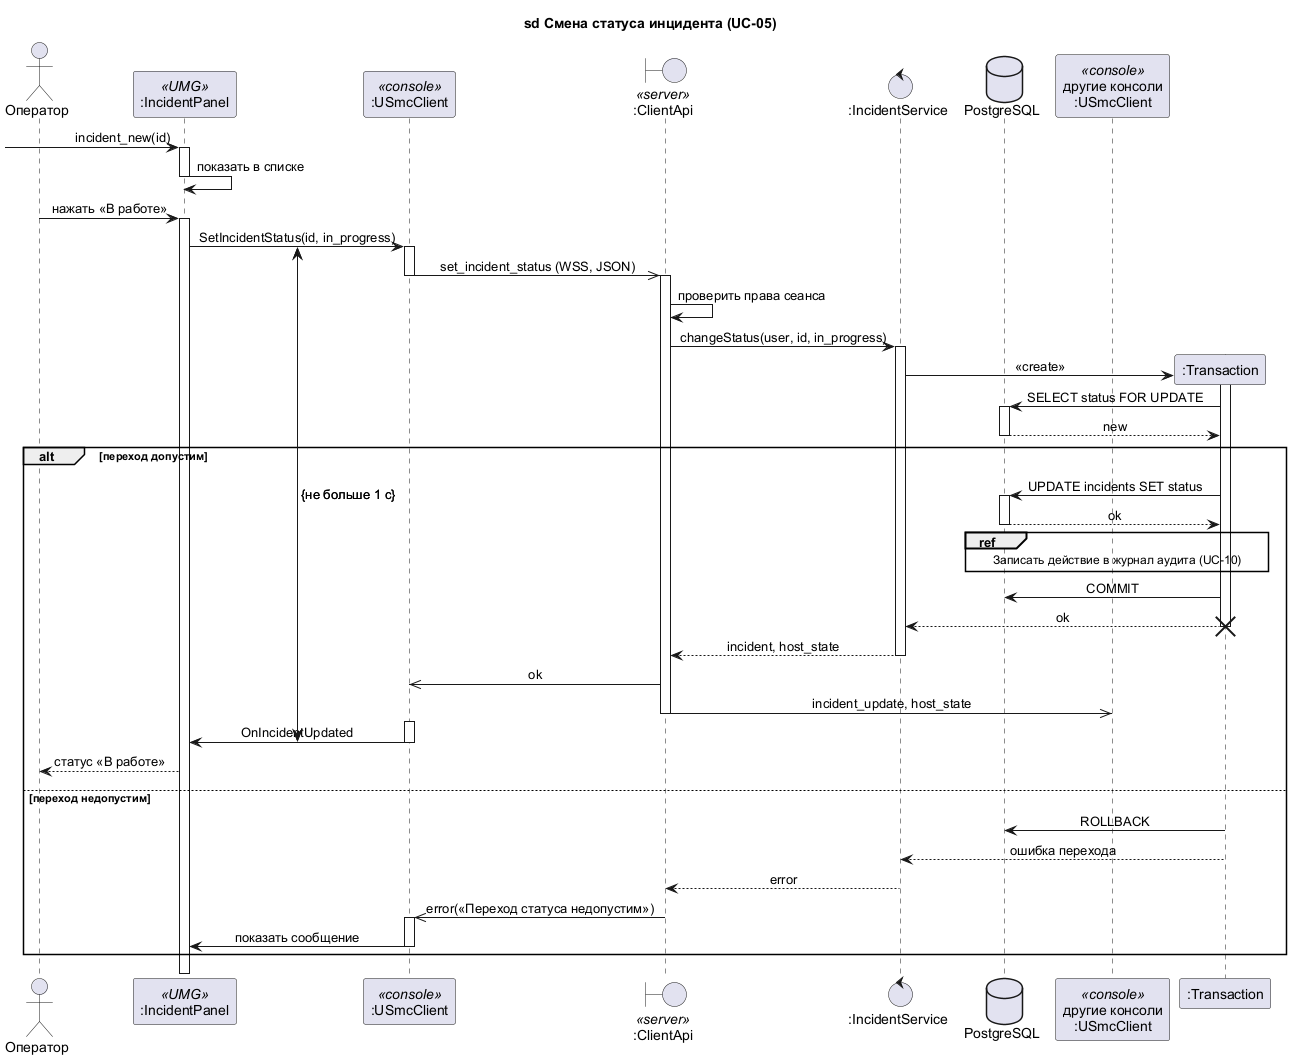 sd Смена статуса инцидента (UC-05)
Оператор
«UMG»
:IncidentPanel
«console»
:USmcClient
«server»
:ClientApi
:IncidentService
PostgreSQL
«console»
другие консоли
:USmcClient
incident_new(id)
показать в списке
нажать «В работе»
SetIncidentStatus(id, in_progress)
set_incident_status (WSS, JSON)
проверить права сеанса
changeStatus(user, id, in_progress)
«create»
:Transaction
SELECT status FOR UPDATE
new
alt
[переход допустим]
{не больше 1 с}
UPDATE incidents SET status
ok
ref
Записать действие в журнал аудита (UC-10)
COMMIT
ok
incident, host_state
ok
incident_update, host_state
OnIncidentUpdated
статус «В работе»
[переход недопустим]
ROLLBACK
ошибка перехода
error
error(«Переход статуса недопустим»)
показать сообщение
Оператор
«UMG»
:IncidentPanel
«console»
:USmcClient
«server»
:ClientApi
:IncidentService
PostgreSQL
«console»
другие консоли
:USmcClient
:Transaction